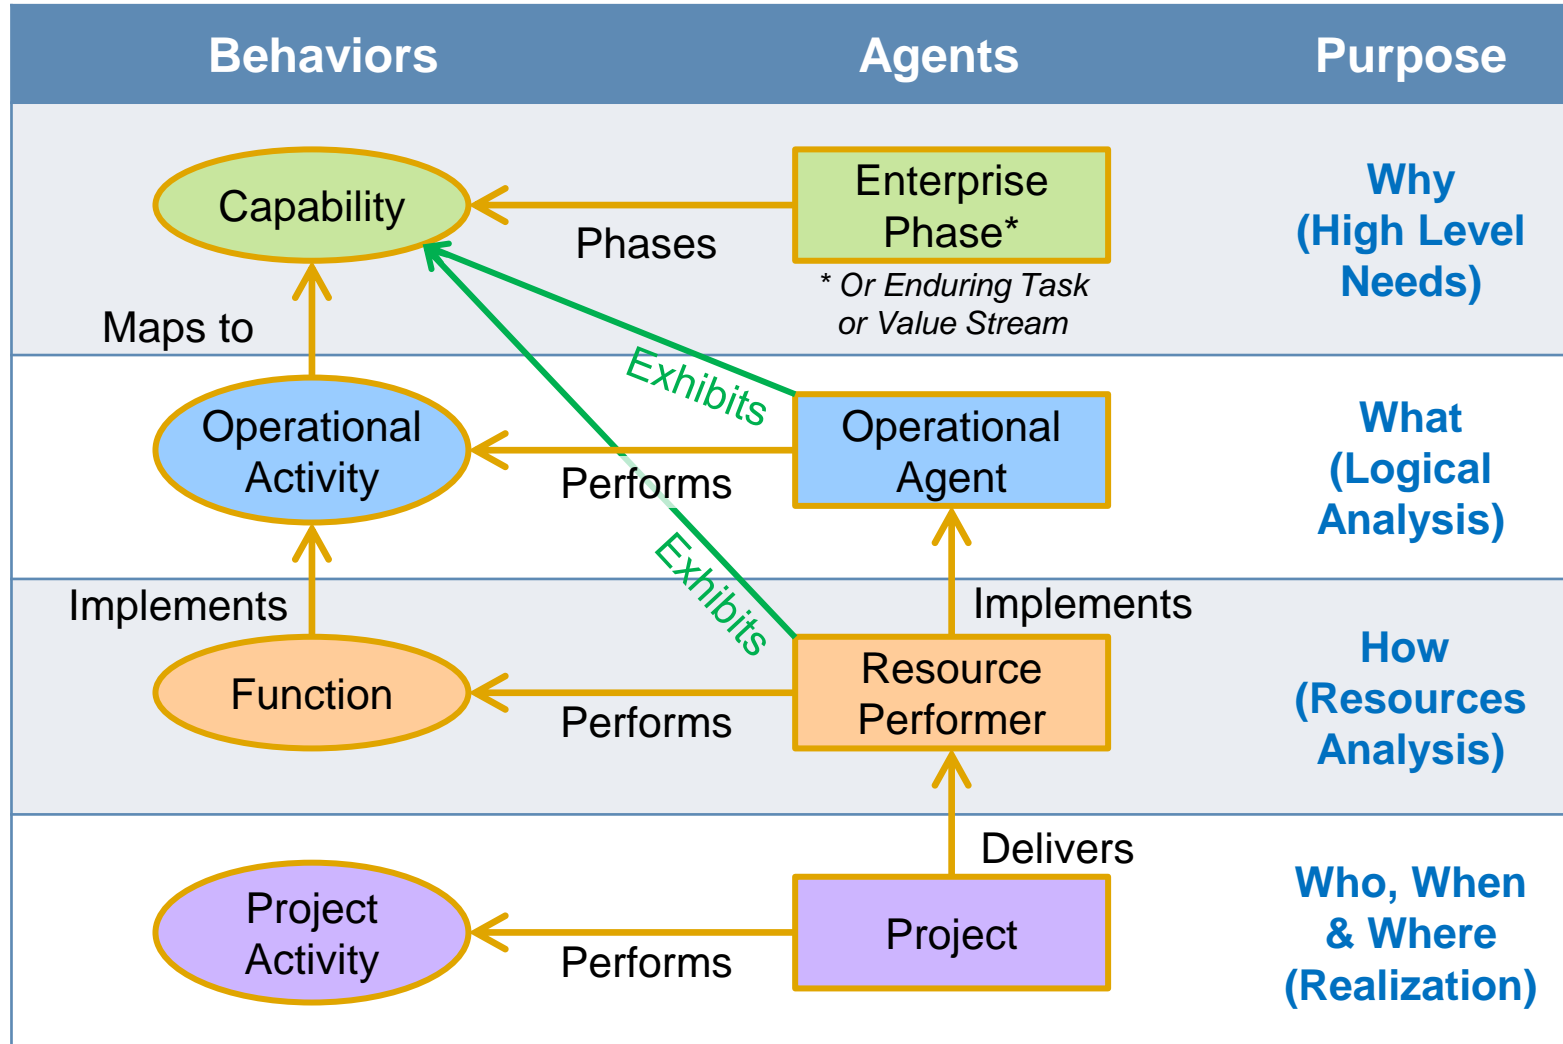 Behaviors
Agents
Purpose
Capability
Phases
Enterprise
Phase*
* Or Enduring Task
or Value Stream
Why
(High Level
Needs)
Maps to
Exhibits
Operational
Activity
Performs
Operational
Agent
What
(Logical
Analysis)
Exhibits
Implements
Implements
Function
Performs
Resource
Performer
How
(Resources
Analysis)
Delivers
Project
Activity
Performs
Project
Who, When
& Where
(Realization)